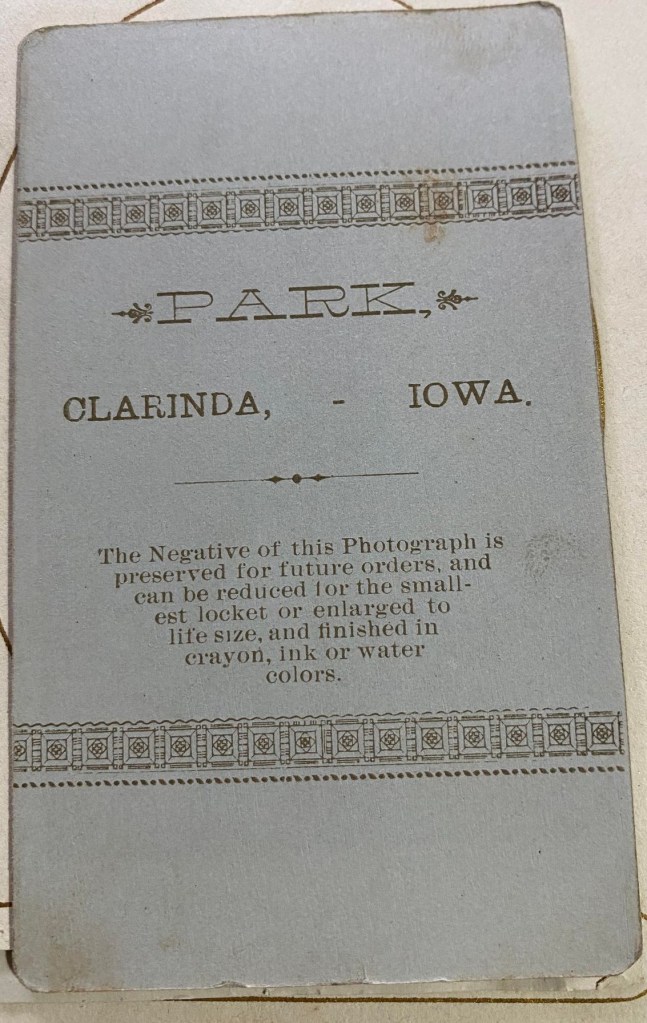 PARK,
CLARINDA, - IOWA.
The Negative of this Photograph is
preserved for future orders, and
can be reduced for the small-
est locket or enlarged to
life size, and finished in
crayon, ink or water
colors.